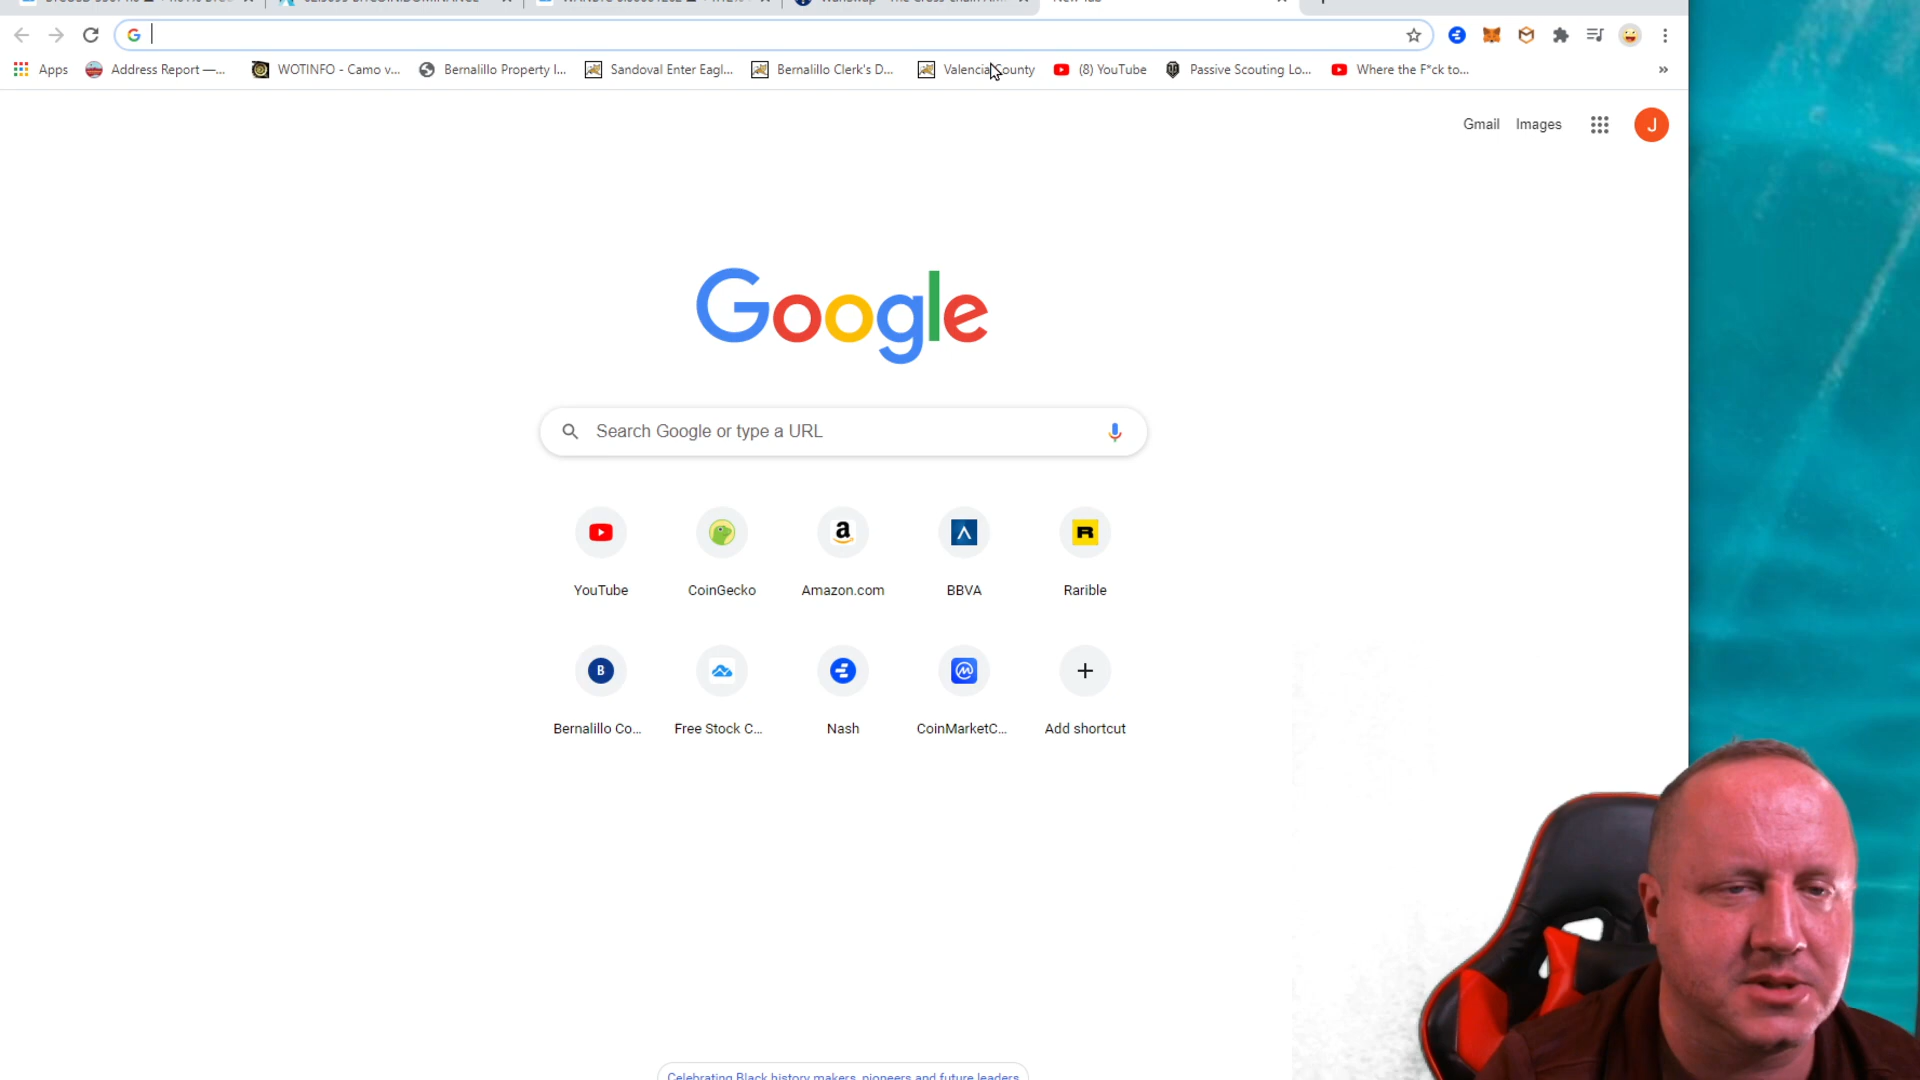 Apps
Address Report —...
WOTINFO - Camo v...
Bernalillo Property I...
Sandoval Enter Eagl...
Bernalillo Clerk's D...
Valencia County
(8) YouTube
Passive Scouting Lo...
Where the F*ck to...
»
Gmail
Images
J
Google
Search Google or type a URL
YouTube
CoinGecko
Amazon.com
BBVA
Rarible
B
Bernalillo Co...
Free Stock C...
Nash
CoinMarketC...
Add shortcut
Celebrating Black history makers, pioneers and future leaders